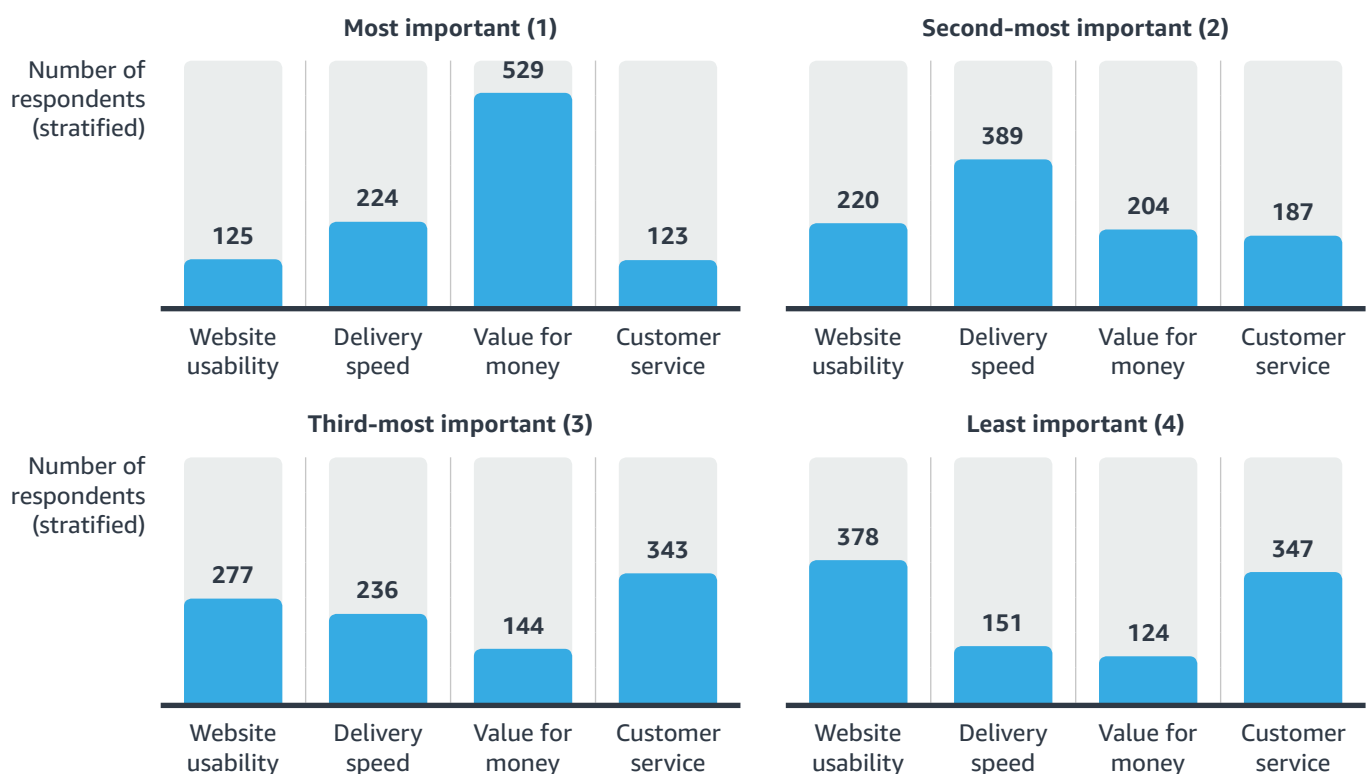 Most important (1)
Number of
respondents
(stratified)
125
224
529
123
Website
usability
Delivery
speed
Value for
money
Customer
service
Second-most important (2)
220
389
204
187
Website
usability
Delivery
speed
Value for
money
Customer
service
Third-most important (3)
Number of
respondents
(stratified)
277
236
144
343
Website
usability
Delivery
speed
Value for
money
Customer
service
Least important (4)
378
151
124
347
Website
usability
Delivery
speed
Value for
money
Customer
service